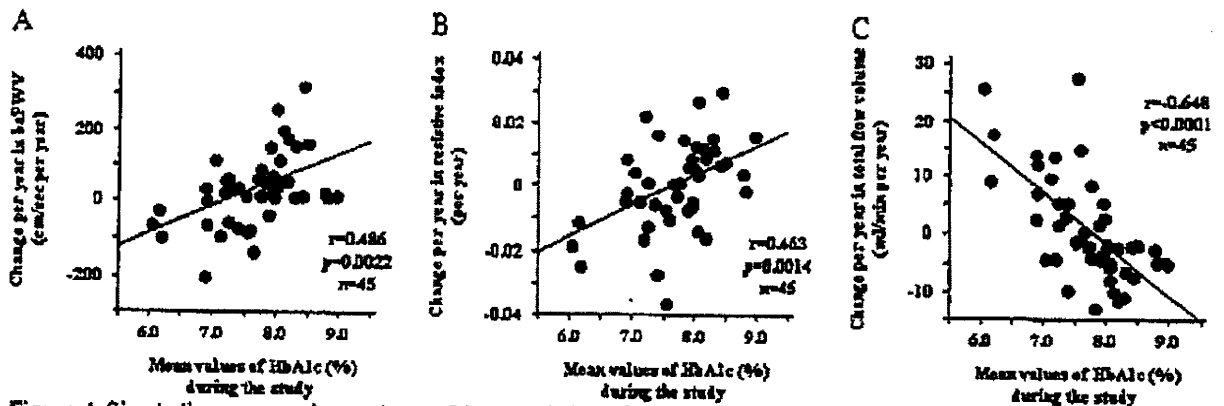 A
Change per year in baPWV
(cm/sec per year)
400
200
0
-200
r=0.486
p=0.0022
n=45
6.0 7.0 8.0 9.0
Mean values of HbA1c (%)
during the study
B
Change per year in resistive index
(per year)
0.04
0.02
0
-0.02
-0.04
r=0.463
p=0.0014
n=45
6.0 7.0 8.0 9.0
Mean values of HbA1c (%)
during the study
C
Change per year in total flow volume
(ml/min per year)
30
20
10
0
-10
r=-0.648
p<0.0001
n=45
6.0 7.0 8.0 9.0
Mean values of HbA1c (%)
during the study